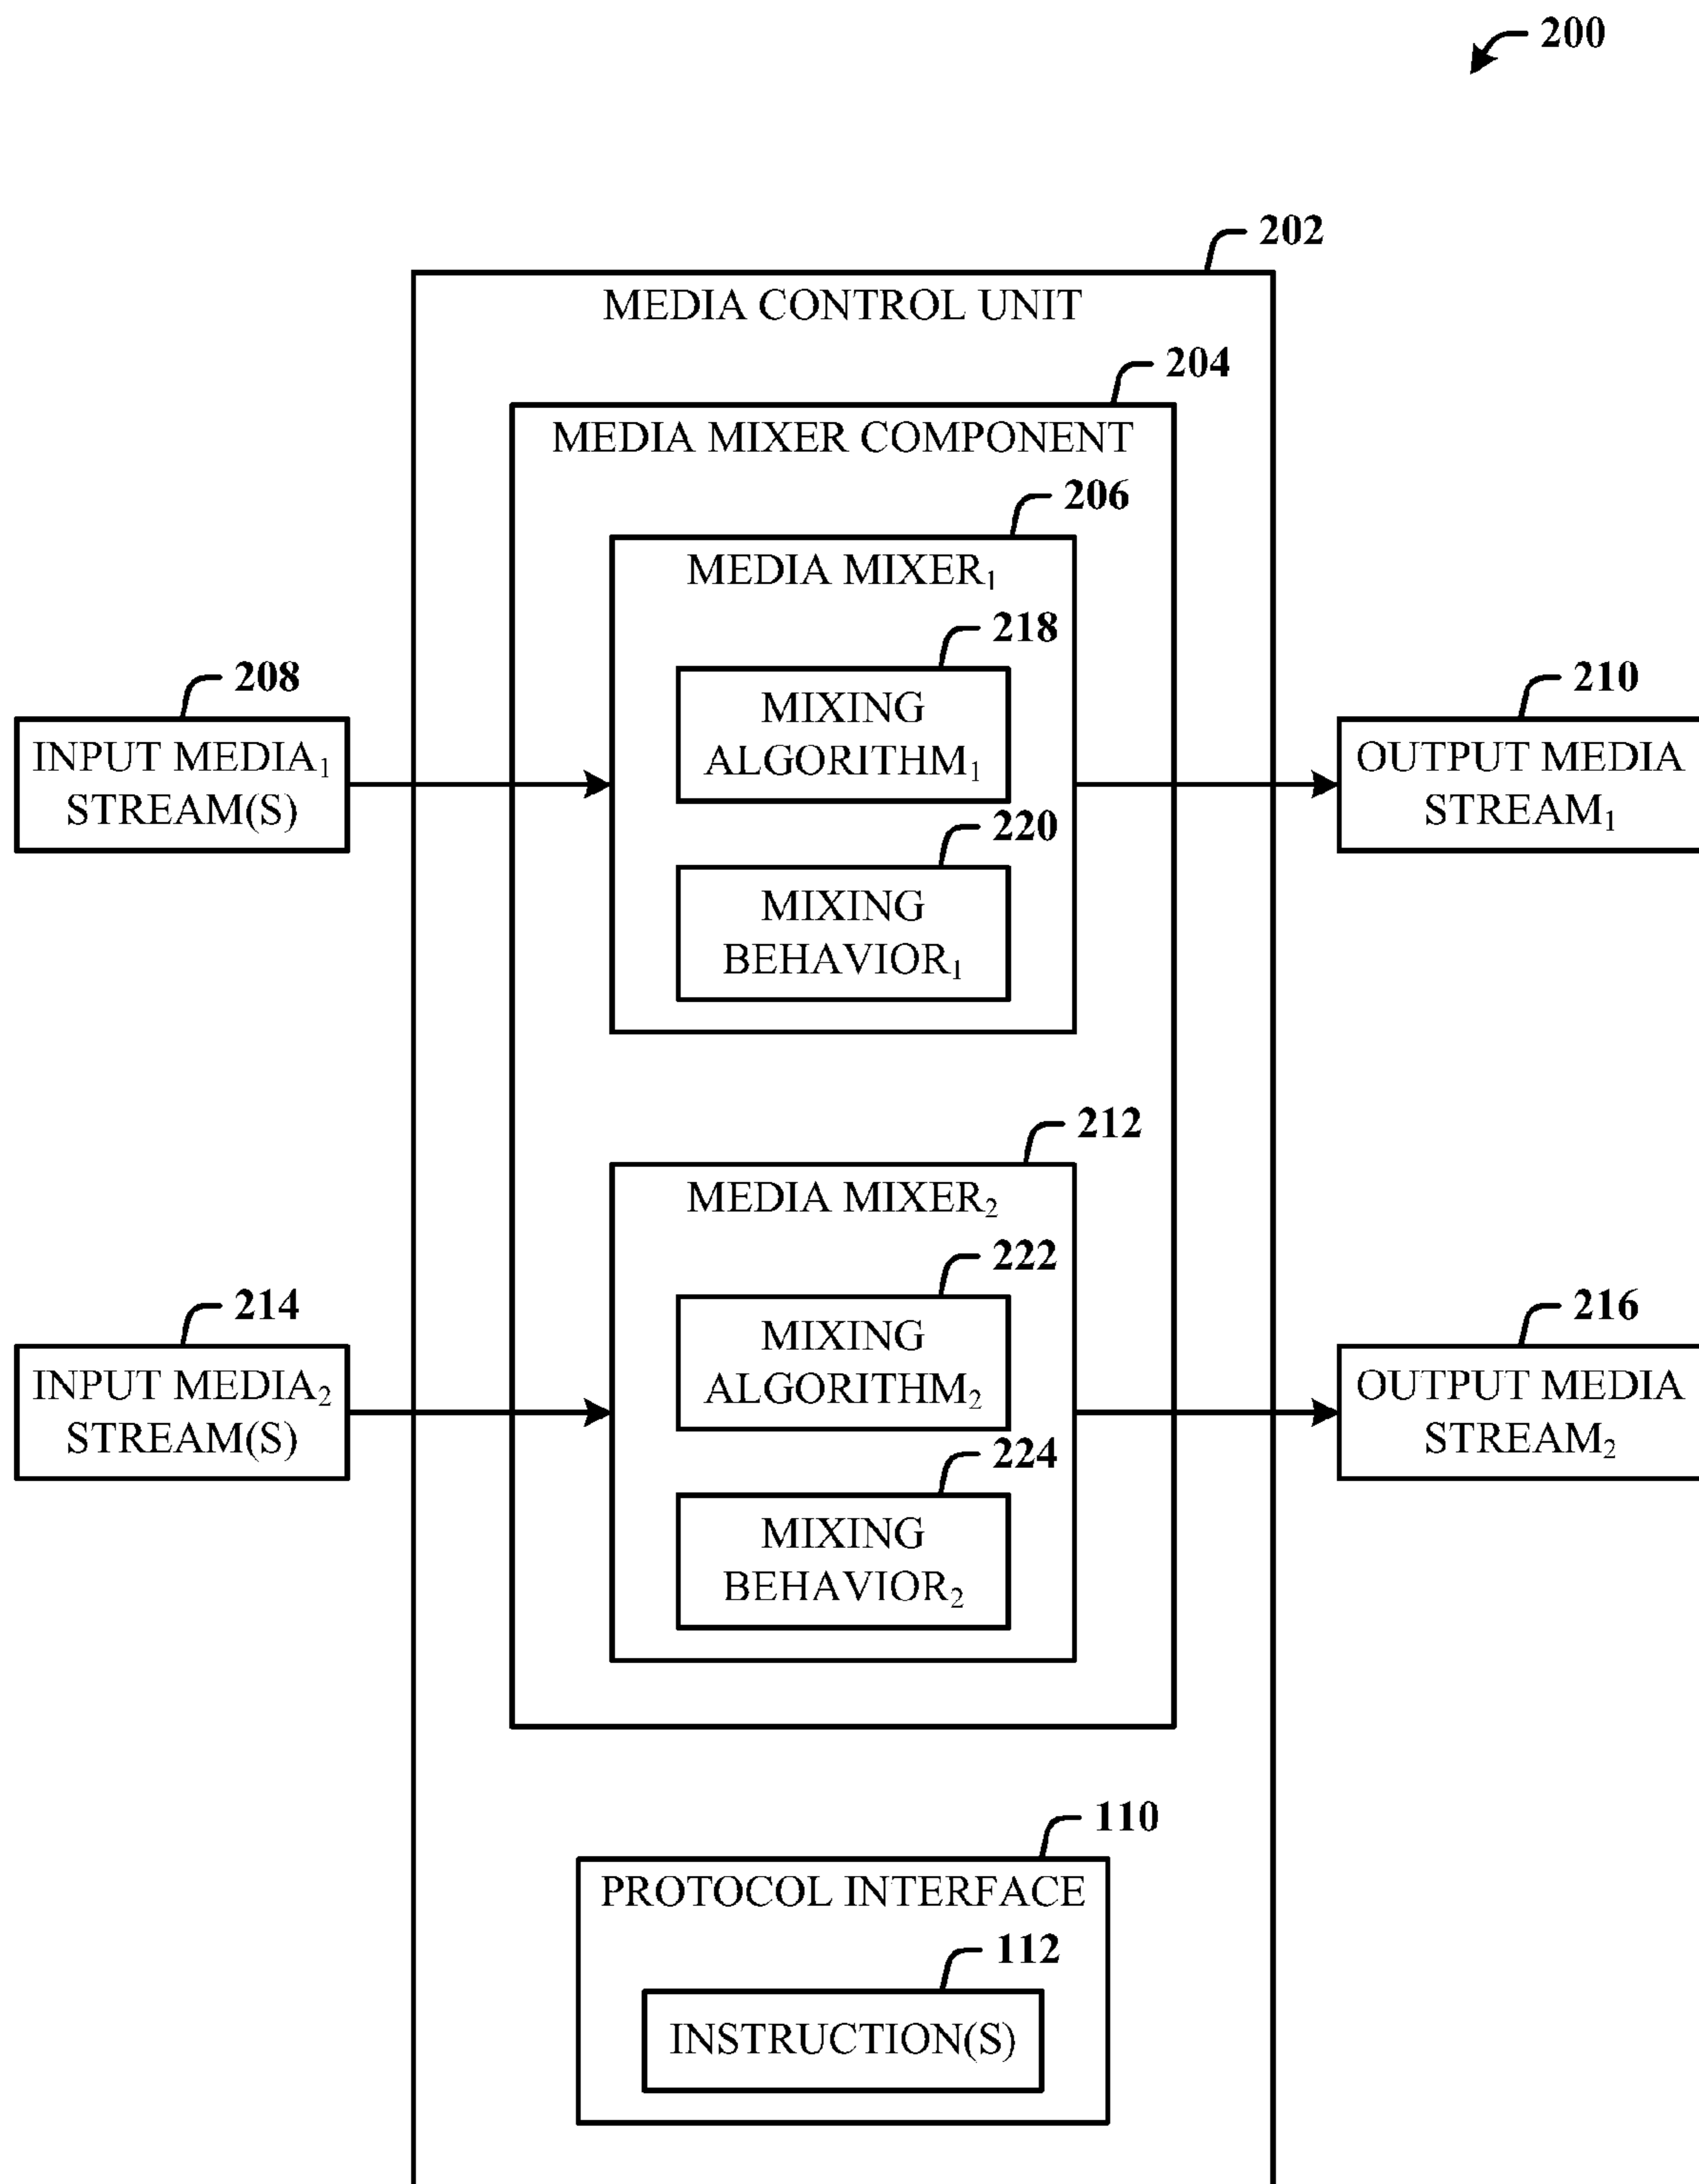 200
202
MEDIA CONTROL UNIT
204
MEDIA MIXER COMPONENT
206
MEDIA MIXER₁
218
MIXING
ALGORITHM₁
220
MIXING
BEHAVIOR₁
208
INPUT MEDIA₁
STREAM(S)
210
OUTPUT MEDIA
STREAM₁
212
MEDIA MIXER₂
222
MIXING
ALGORITHM₂
224
MIXING
BEHAVIOR₂
214
INPUT MEDIA₂
STREAM(S)
216
OUTPUT MEDIA
STREAM₂
110
PROTOCOL INTERFACE
112
INSTRUCTION(S)